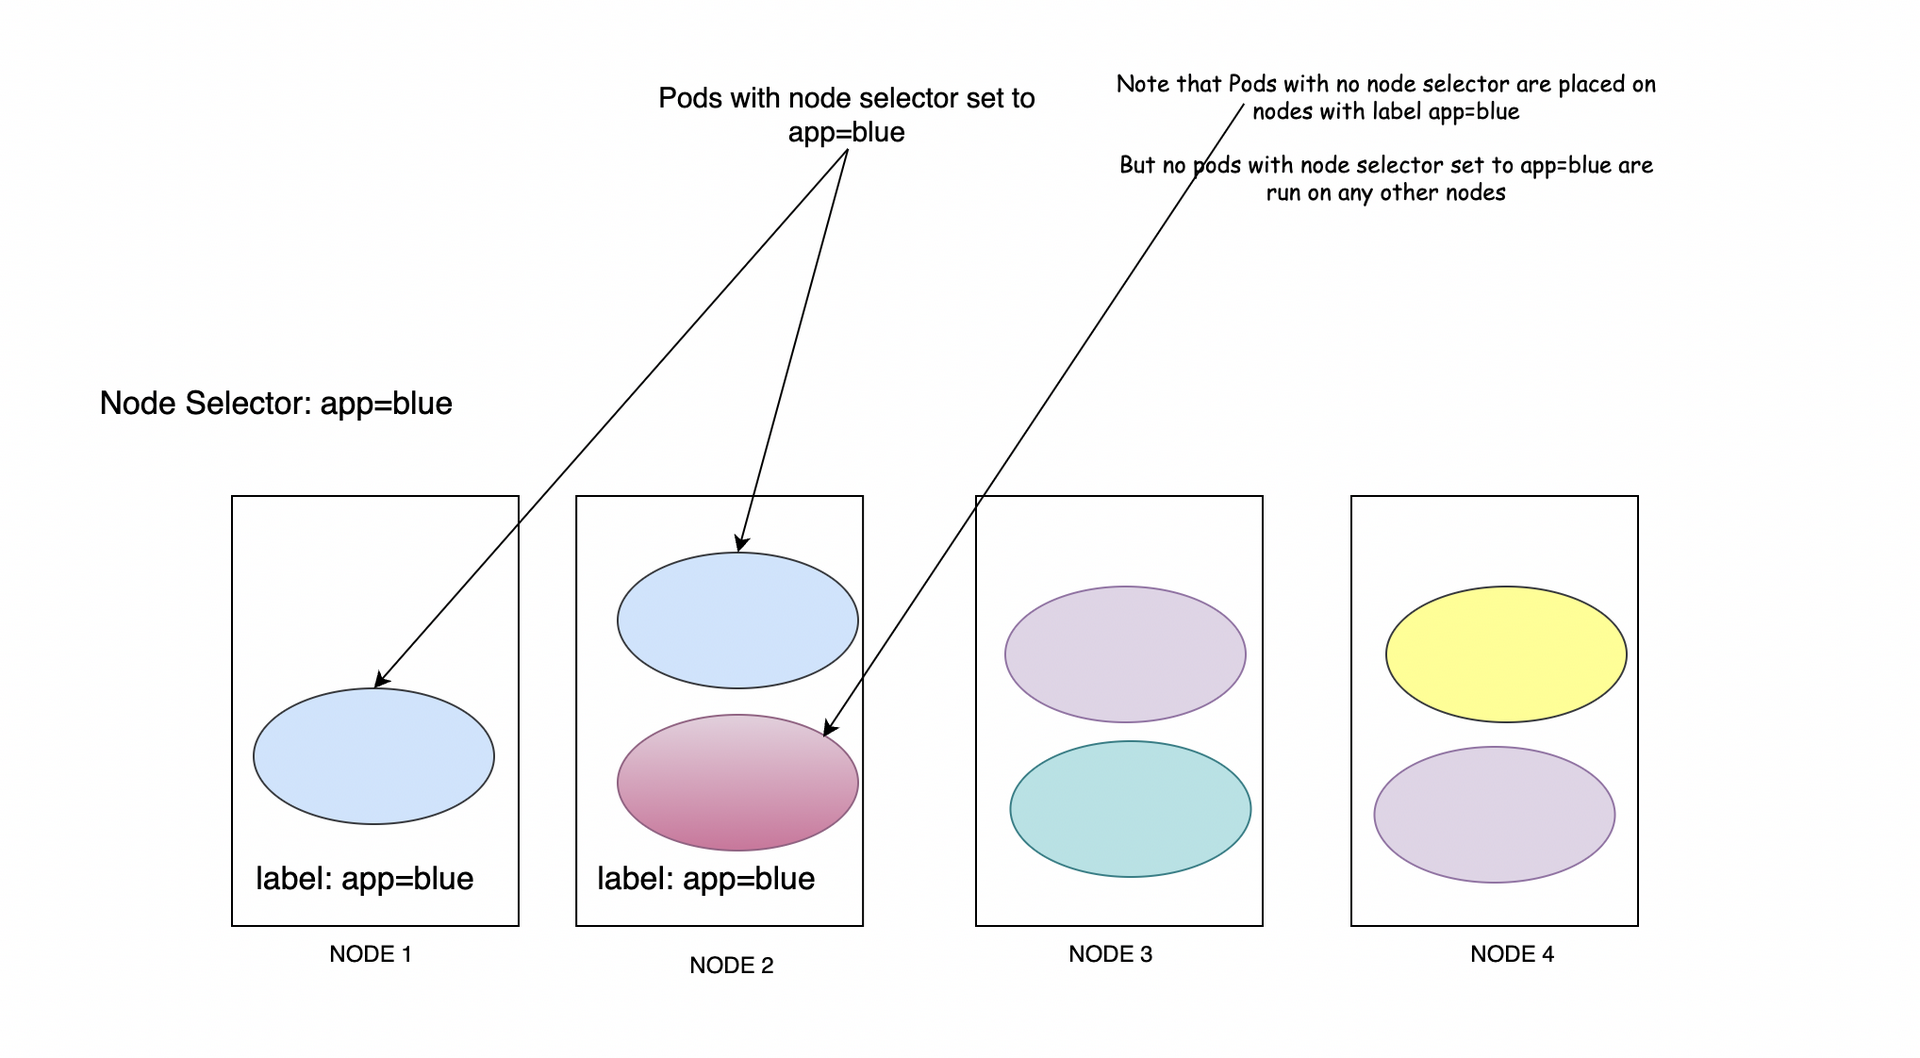 Pods with node selector set to
app=blue
Note that Pods with no node selector are placed on
nodes with label app=blue
But no pods with node selector set to app=blue are
run on any other nodes
Node Selector: app=blue
label: app=blue
label: app=blue
NODE 1
NODE 2
NODE 3
NODE 4